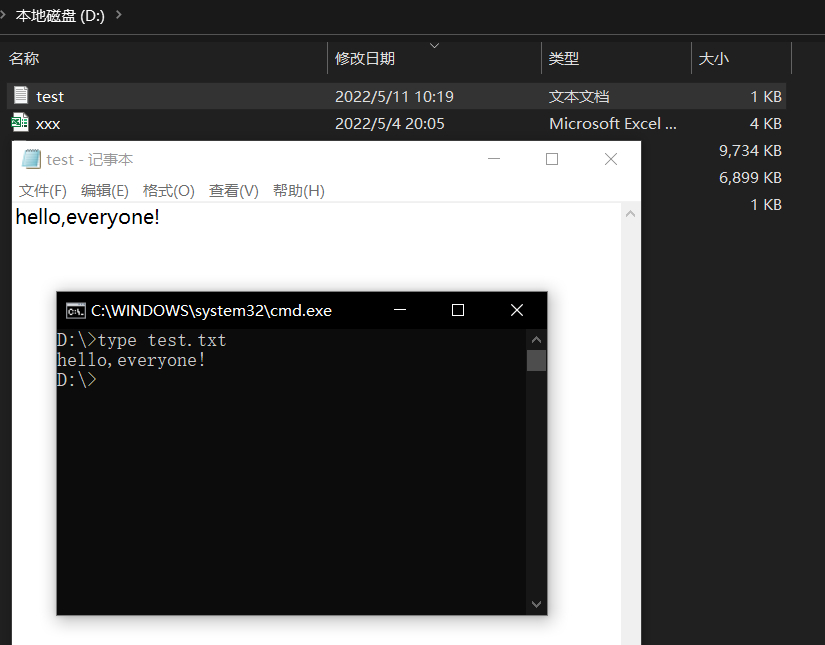 本地磁盘 (D:)
名称 修改日期 类型 大小
test 2022/5/11 10:19 文本文档 1 KB
xxx 2022/5/4 20:05 Microsoft Excel ... 4 KB
9,734 KB
6,899 KB
1 KB
test - 记事本
文件(F) 编辑(E) 格式(O) 查看(V) 帮助(H)
hello,everyone!
C:\WINDOWS\system32\cmd.exe
D:\>type test.txt
hello,everyone!
D:\>